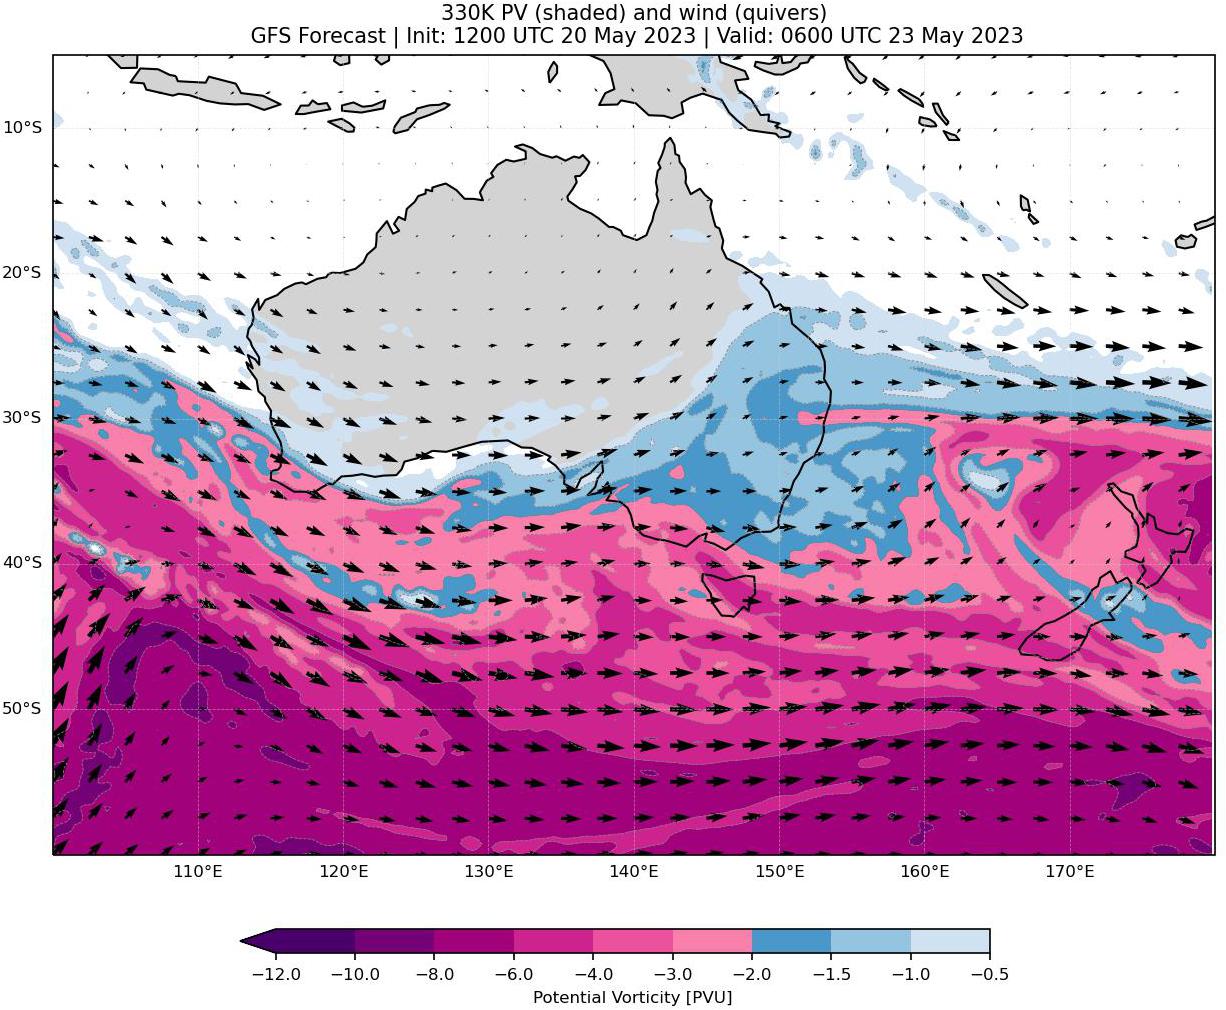 330K PV (shaded) and wind (quivers)
GFS Forecast | Init: 1200 UTC 20 May 2023 | Valid: 0600 UTC 23 May 2023
10°S
20°S
30°S
40°S
50°S
110°E 120°E 130°E 140°E 150°E 160°E 170°E
−12.0 −10.0 −8.0 −6.0 −4.0 −3.0 −2.0 −1.5 −1.0 −0.5
Potential Vorticity [PVU]